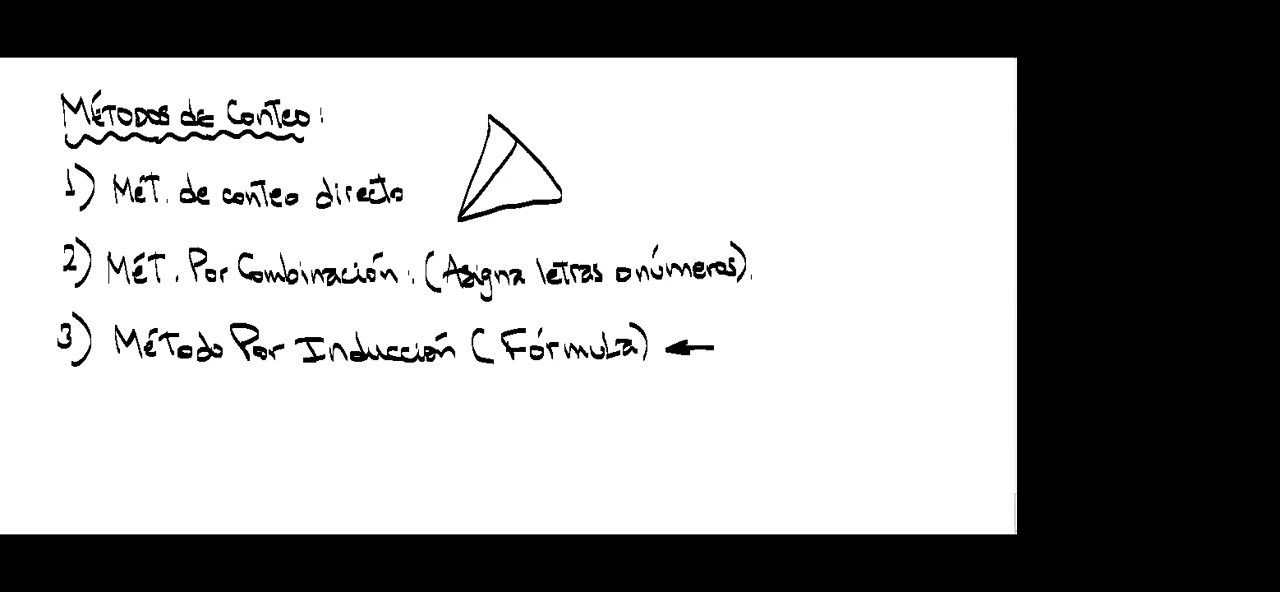 Métodos de Conteo:
1) Mét. de conteo directo
2) Mét. Por Combinación: (Asigna letras o números).
3) Método Por Inducción (Fórmula) ←